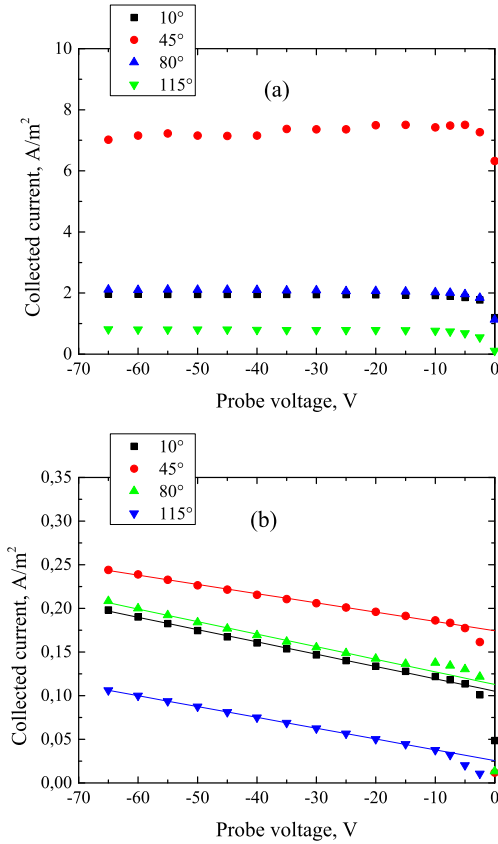 10°
45°
80°
115°
(a)
10
8
6
4
2
0
Collected current, A/m²
-70 -60 -50 -40 -30 -20 -10 0
Probe voltage, V
10°
45°
80°
115°
(b)
0,35
0,30
0,25
0,20
0,15
0,10
0,05
0,00
Collected current, A/m²
-70 -60 -50 -40 -30 -20 -10 0
Probe voltage, V